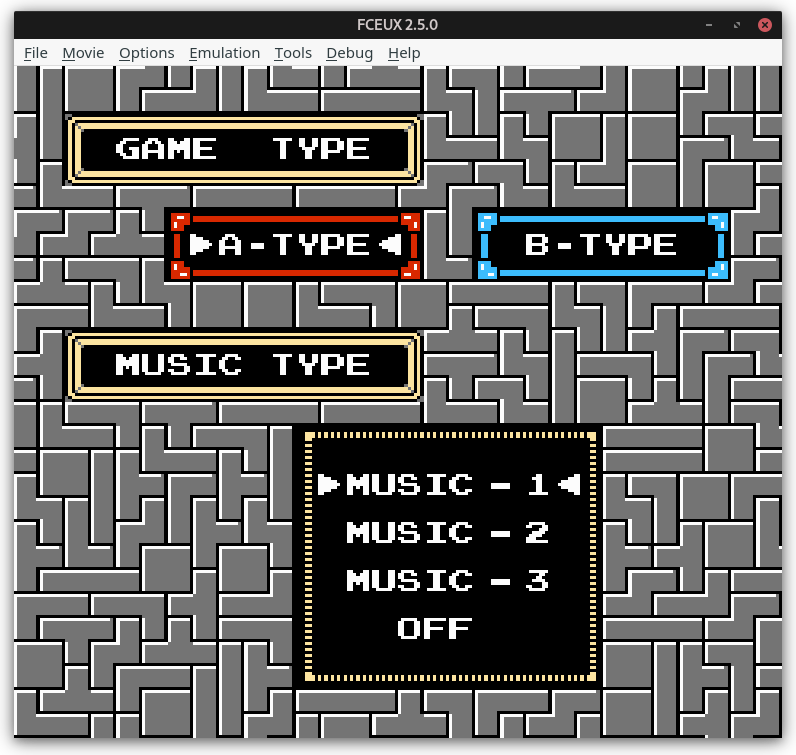 FCEUX 2.5.0
File Movie Options Emulation Tools Debug Help
GAME TYPE
A-TYPE B-TYPE
MUSIC TYPE
MUSIC - 1
MUSIC - 2
MUSIC - 3
OFF